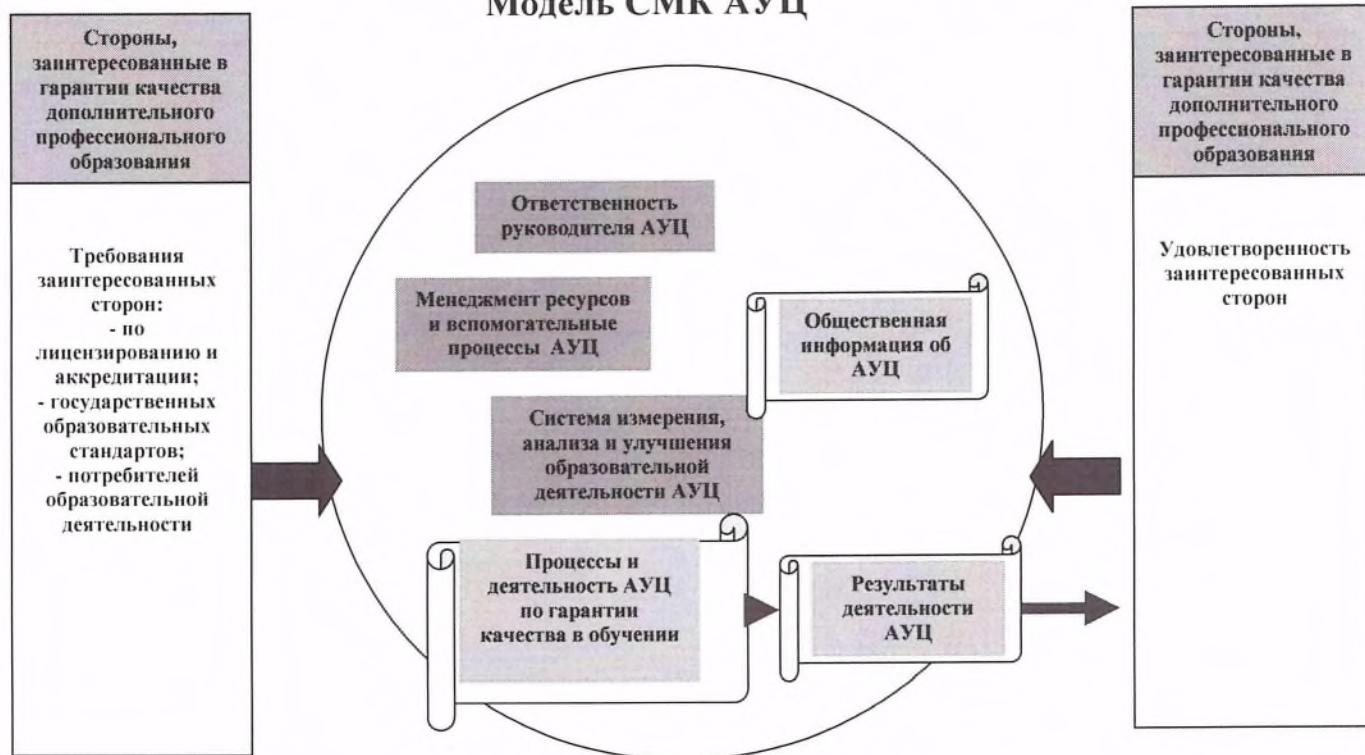 Модель СМК АУЦ
Стороны,
заинтересованные в
гарантии качества
дополнительного
профессионального
образования
Требования
заинтересованных
сторон:
- по
лицензированию и
аккредитации;
- государственных
образовательных
стандартов;
- потребителей
образовательной
деятельности
Ответственность
руководителя АУЦ
Менеджмент ресурсов
и вспомогательные
процессы АУЦ
Общественная
информация об
АУЦ
Система измерения,
анализа и улучшения
образовательной
деятельности АУЦ
Процессы и
деятельность АУЦ
по гарантии
качества в обучении
Результаты
деятельности
АУЦ
Стороны,
заинтересованные в
гарантии качества
дополнительного
профессионального
образования
Удовлетворенность
заинтересованных
сторон